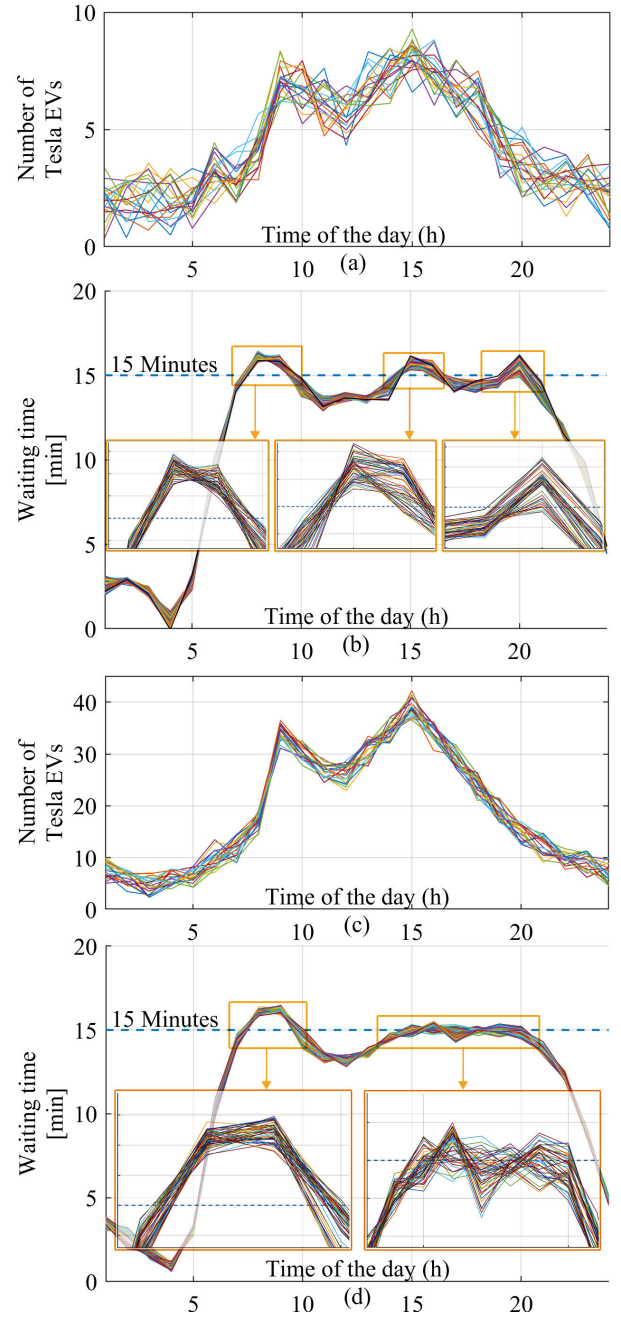 10
5
0
Number of
Tesla EVs
Time of the day (h)
5
10
15
20
(a)
20
15
10
5
0
15 Minutes
Waiting time
[min]
Time of the day (h)
5
10
15
20
(b)
40
30
20
10
0
Number of
Tesla EVs
Time of the day (h)
5
10
15
20
(c)
20
15
10
5
0
15 Minutes
Waiting time
[min]
Time of the day (h)
5
10
15
20
(d)